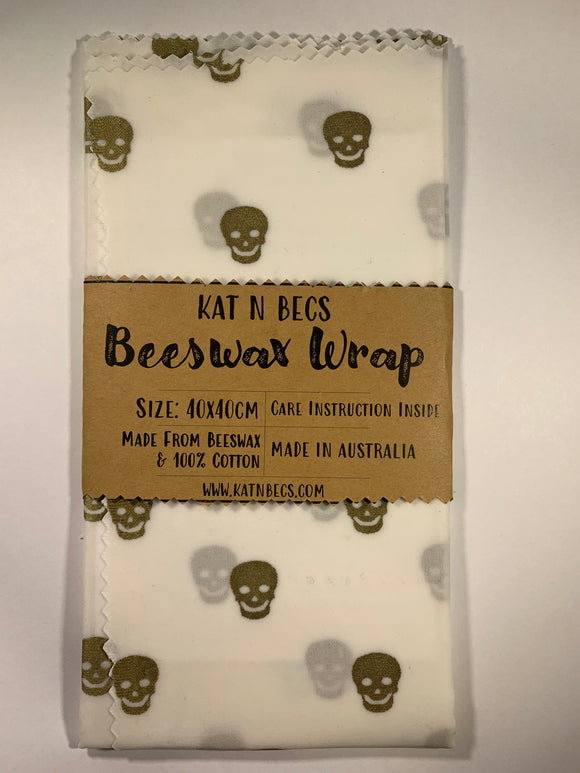 KAT N BECS
Beeswax Wrap
SIZE: 40X40CM
CARE INSTRUCTION INSIDE
MADE FROM BEESWAX
& 100% COTTON
MADE IN AUSTRALIA
WWW.KATNBECS.COM